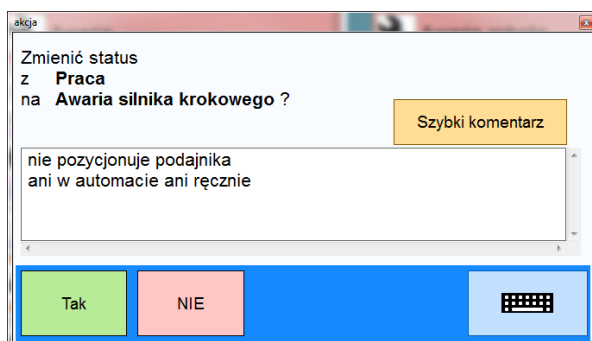 akcja
Zmienić status
z Praca
na Awaria silnika krokowego ?
Szybki komentarz
nie pozycjonuje podajnika
ani w automacie ani ręcznie
Tak
NIE